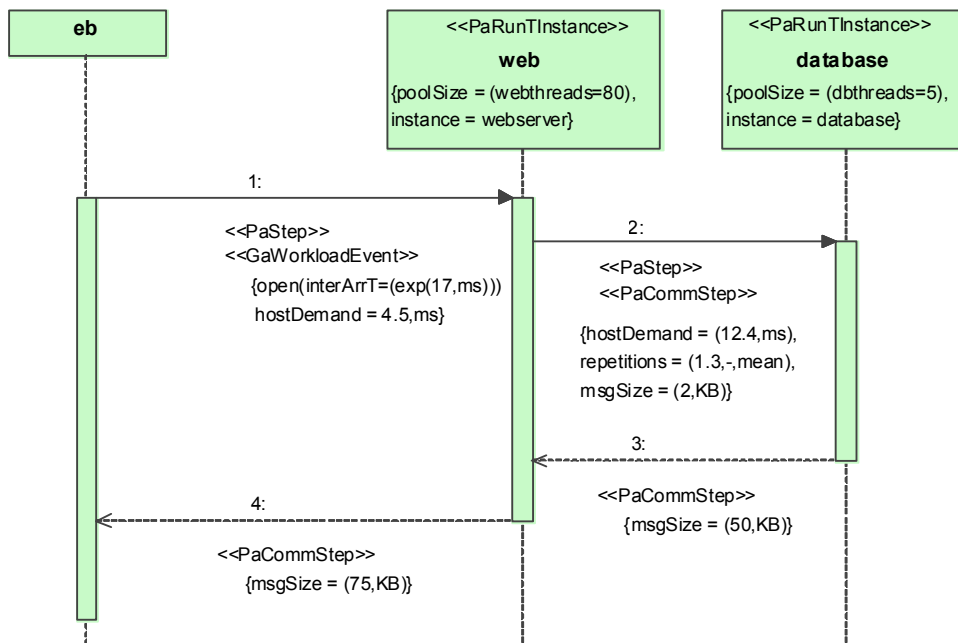 eb
<<PaRunTInstance>>
web
{poolSize = (webthreads=80),
instance = webserver}
<<PaRunTInstance>>
database
{poolSize = (dbthreads=5),
instance = database}
1:
<<PaStep>>
<<GaWorkloadEvent>>
{open(interArrT=(exp(17,ms)))
hostDemand = 4.5,ms}
2:
<<PaStep>>
<<PaCommStep>>
{hostDemand = (12.4,ms),
repetitions = (1.3,-,mean),
msgSize = (2,KB)}
3:
<<PaCommStep>>
{msgSize = (50,KB)}
4:
<<PaCommStep>>
{msgSize = (75,KB)}